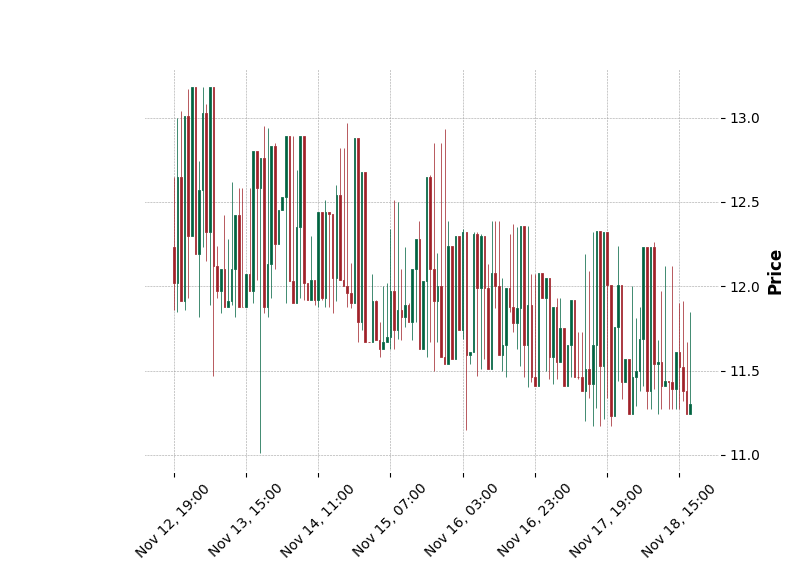 13.0
12.5
12.0
11.5
11.0
Price
Nov 12, 19:00
Nov 13, 15:00
Nov 14, 11:00
Nov 15, 07:00
Nov 16, 03:00
Nov 16, 23:00
Nov 17, 19:00
Nov 18, 15:00